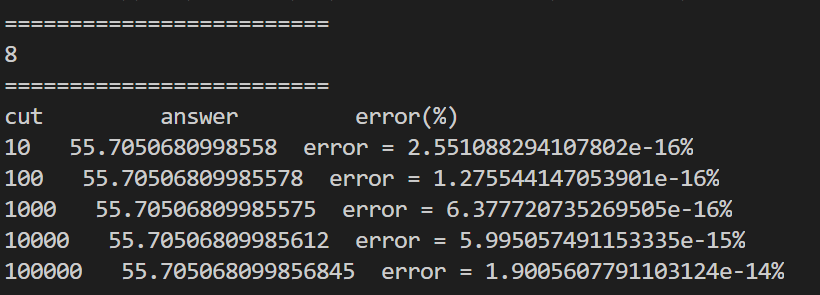 =========================
8
=========================
cut         answer         error(%)
10   55.7050680998558  error = 2.551088294107802e-16%
100   55.70506809985578  error = 1.275544147053901e-16%
1000   55.70506809985575  error = 6.377720735269505e-16%
10000   55.70506809985612  error = 5.995057491153335e-15%
100000   55.705068099856845  error = 1.9005607791103124e-14%